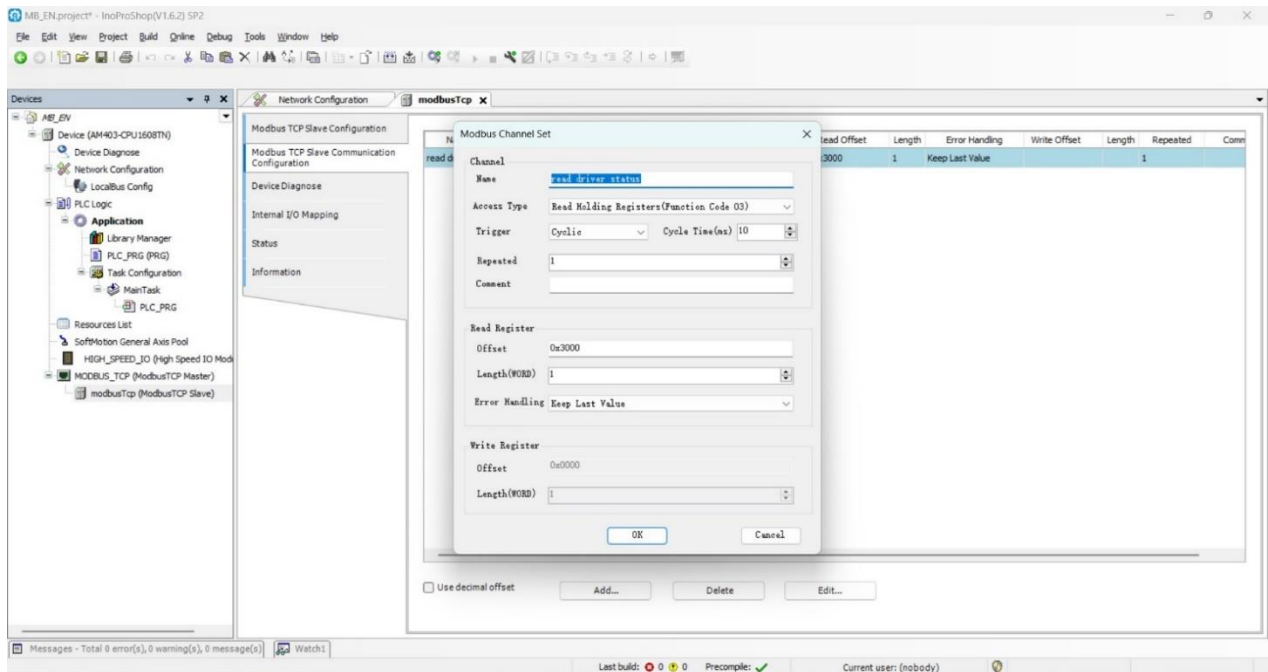 MB_EN.project* - InoProShop(V1.6.2) SP2
File Edit View Project Build Online Debug Tools Window Help
Devices
Network Configuration
modbusTcp
MB_EN
Device (AM403-CPU1608TN)
Device Diagnose
Network Configuration
LocalBus Config
PLC Logic
Application
Library Manager
PLC_PRG (PRG)
Task Configuration
MainTask
PLC_PRG
Resources List
SoftMotion General Axis Pool
HIGH_SPEED_IO (High Speed IO Mod
MODBUS_TCP (ModbusTCP Master)
modbusTcp (ModbusTCP Slave)
Modbus TCP Slave Configuration
Modbus TCP Slave Communication
Configuration
Device Diagnose
Internal I/O Mapping
Status
Information
Read Offset Length Error Handling Write Offset Length Repeated Comm
read d :3000 1 Keep Last Value 1
Modbus Channel Set
Channel
Name read driver status
Access Type Read Holding Registers(Function Code 03)
Trigger Cyclic Cycle Time(ms) 10
Repeated 1
Comment
Read Register
Offset 0x3000
Length(WORD) 1
Error Handling Keep Last Value
Write Register
Offset 0x0000
Length(WORD) 1
OK Cancel
Use decimal offset Add... Delete Edit...
Messages - Total 0 error(s), 0 warning(s), 0 message(s) Watch1
Last build: 0 0 Precompile: Current user: (nobody)